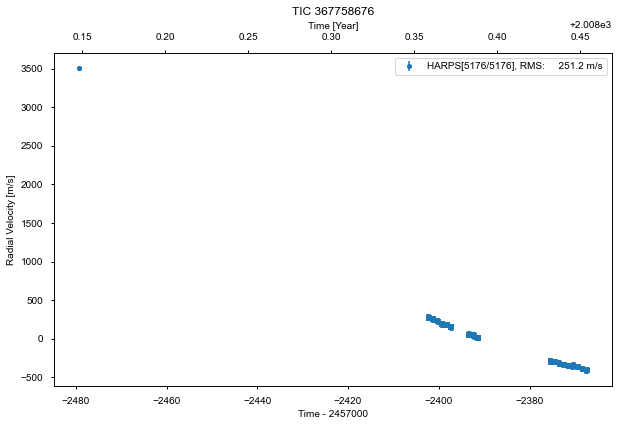 TIC 367758676
Time [Year]
+2.008e3
0.15 0.20 0.25 0.30 0.35 0.40 0.45
HARPS[5176/5176], RMS: 251.2 m/s
3500
3000
2500
2000
1500
1000
500
0
−500
Radial Velocity [m/s]
−2480 −2460 −2440 −2420 −2400 −2380
Time - 2457000